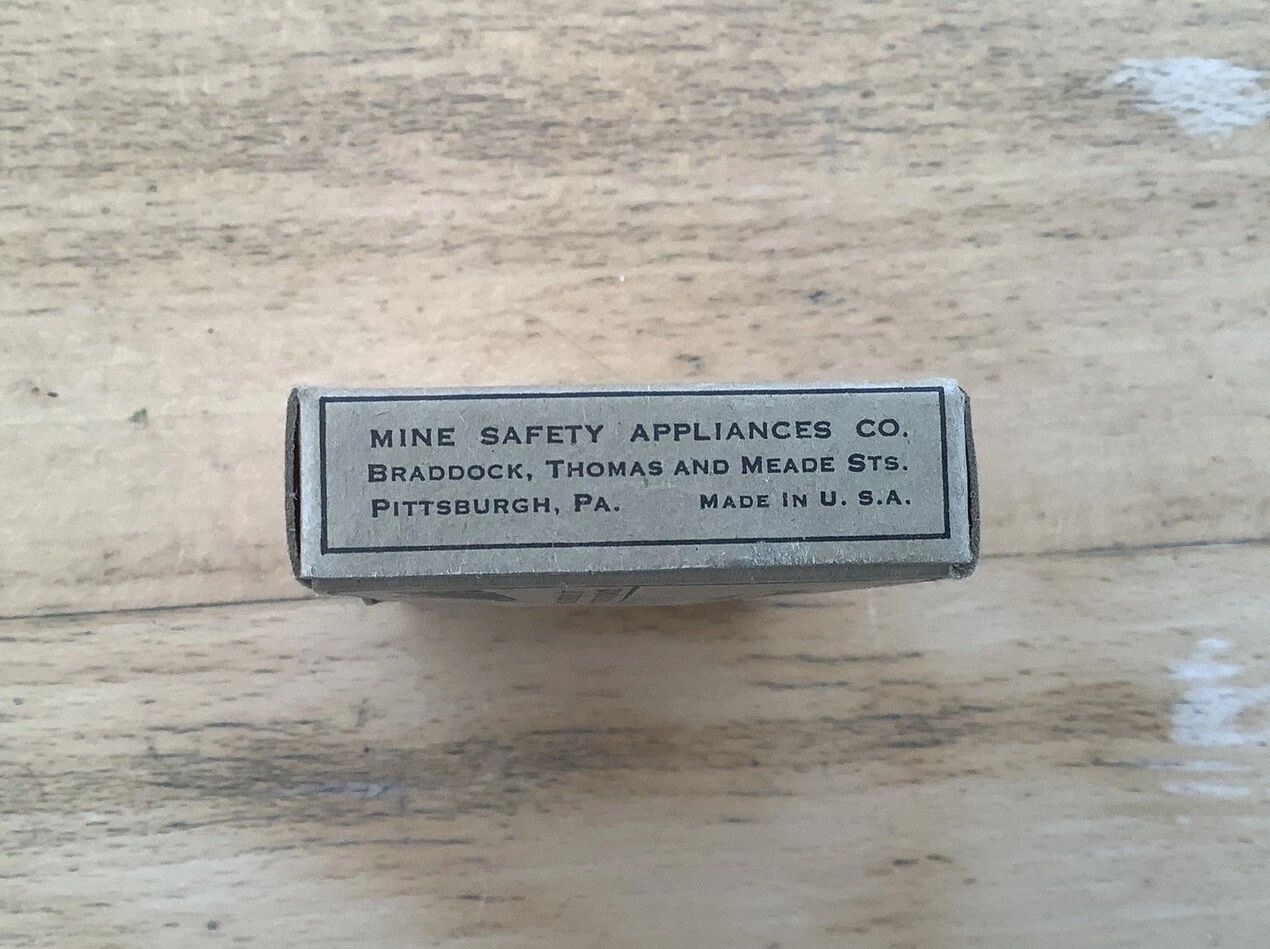 MINE SAFETY APPLIANCES CO.
BRADDOCK, THOMAS AND MEADE STS.
PITTSBURGH, PA. MADE IN U. S.A.